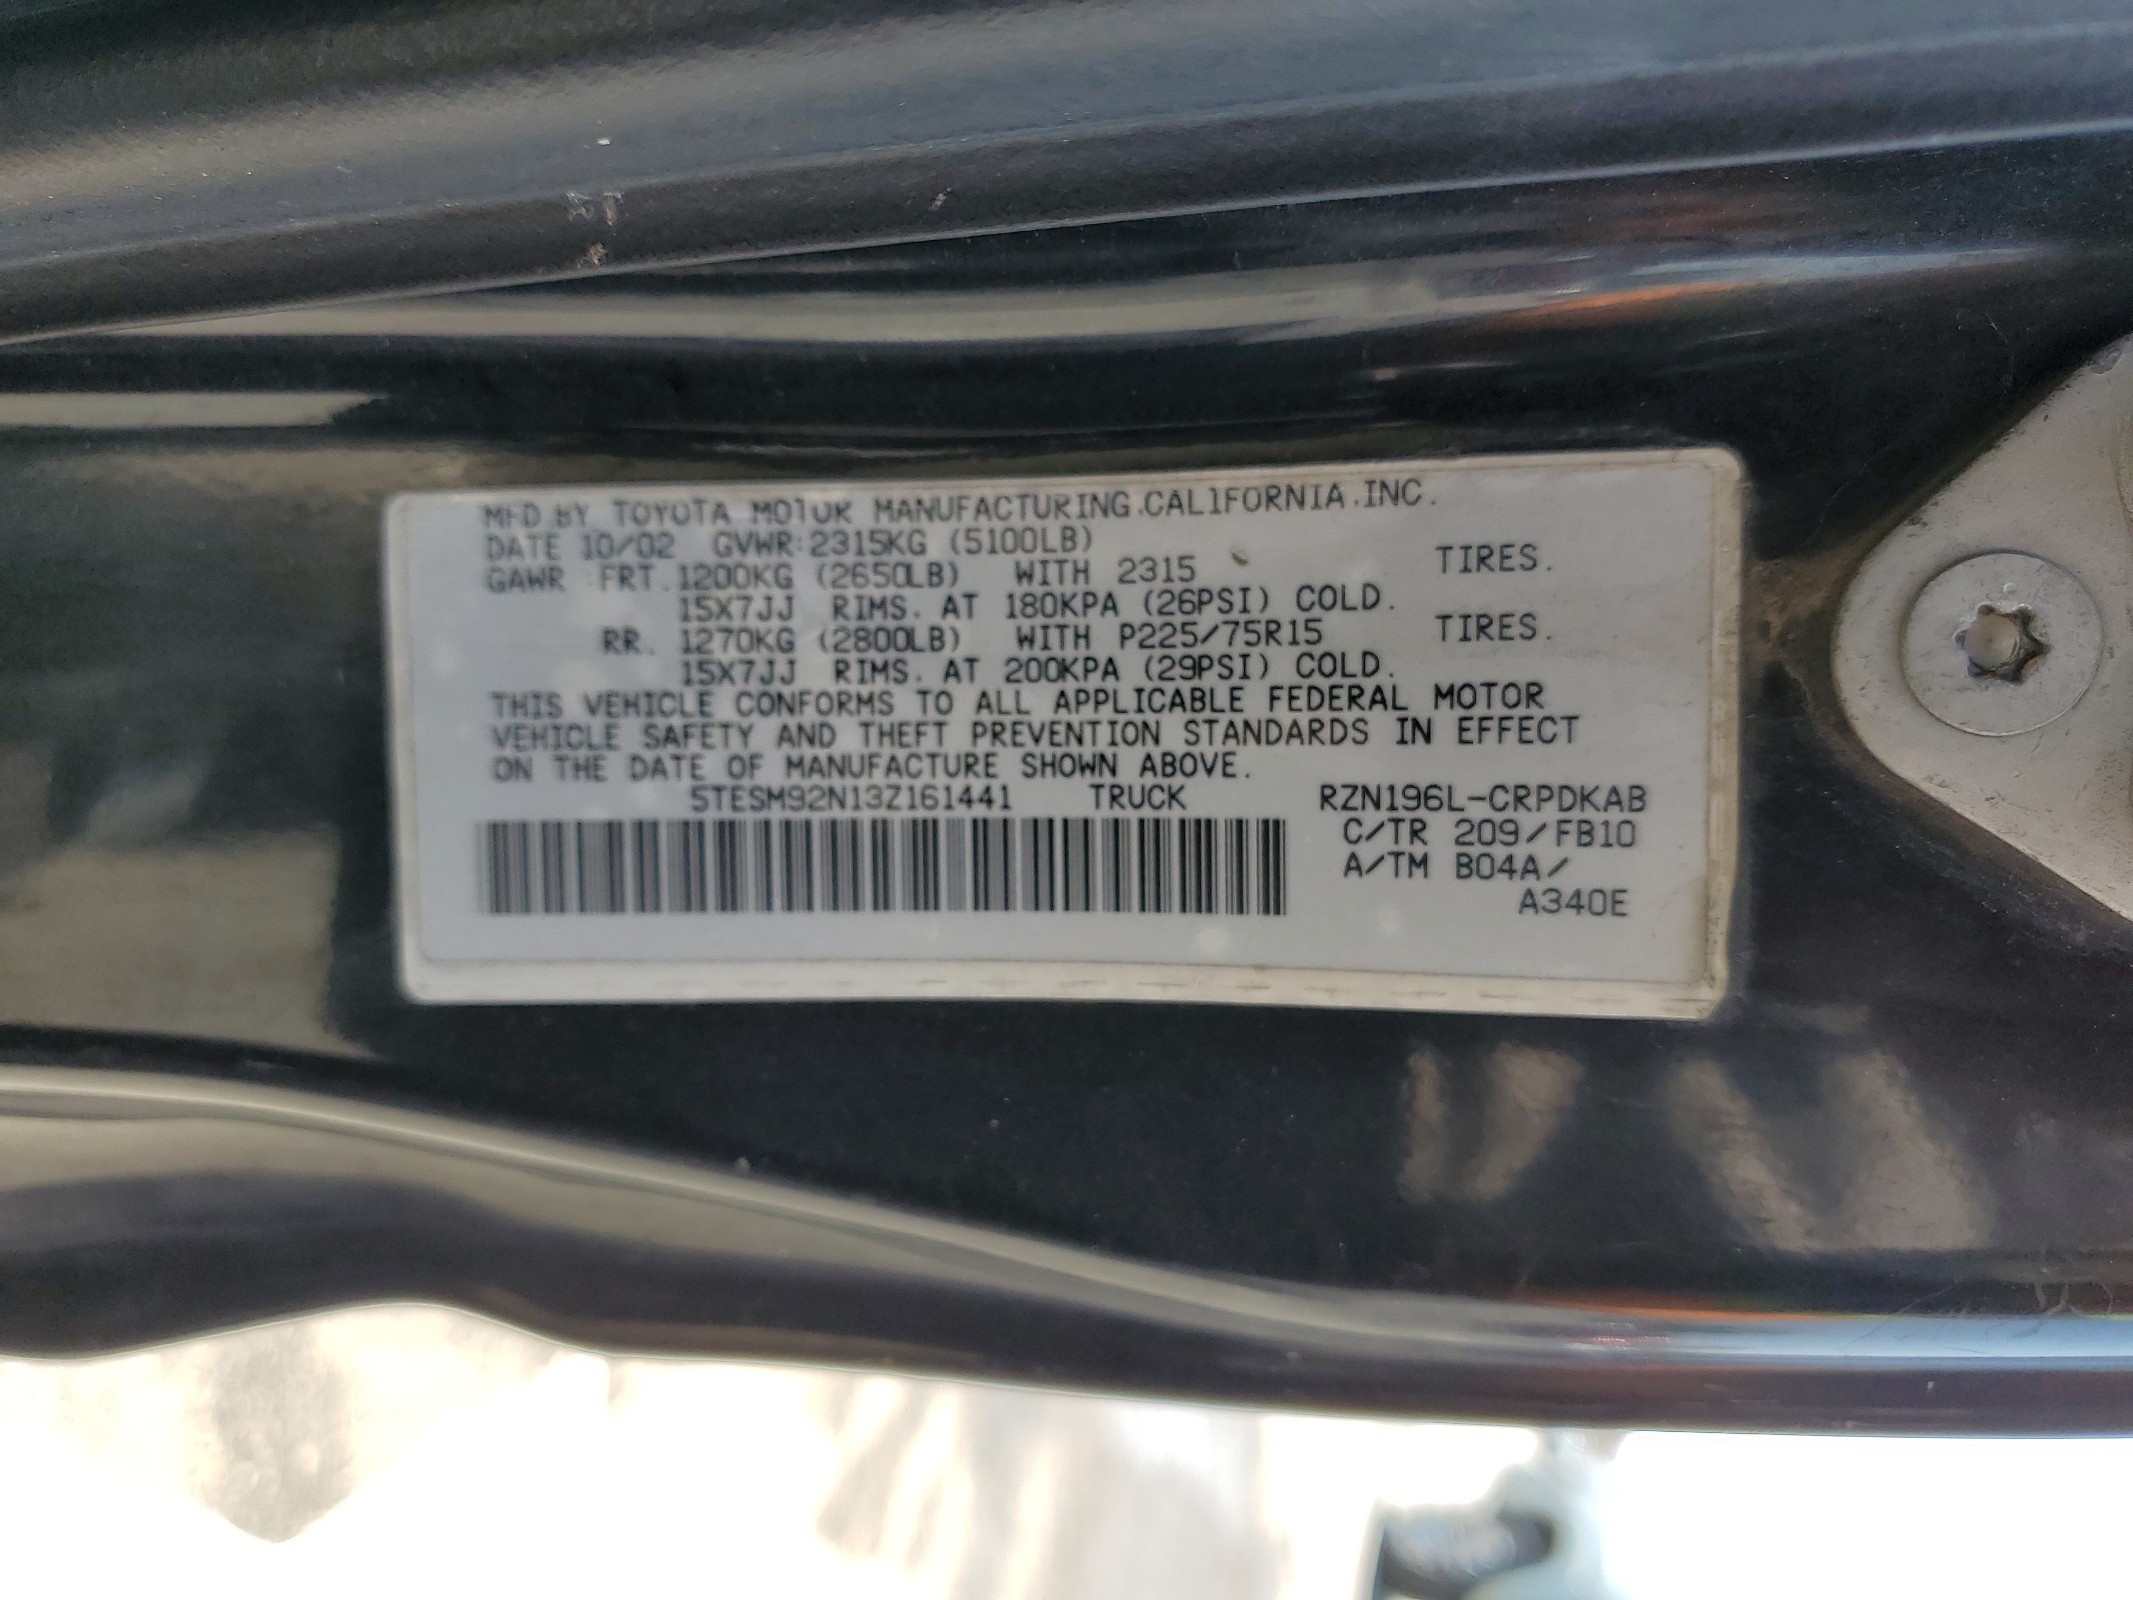 MFD BY TOYOTA MOTOR MANUFACTURING.CALIFORNIA.INC.
DATE 10/02 GVWR:2315KG (5100LB)
GAWR FRT. 1200KG (2650LB) WITH 2315 TIRES.
15X7JJ RIMS. AT 180KPA (26PSI) COLD.
RR. 1270KG (2800LB) WITH P225/75R15 TIRES.
15X7JJ RIMS. AT 200KPA (29PSI) COLD.
THIS VEHICLE CONFORMS TO ALL APPLICABLE FEDERAL MOTOR
VEHICLE SAFETY AND THEFT PREVENTION STANDARDS IN EFFECT
ON THE DATE OF MANUFACTURE SHOWN ABOVE.
5TESM92N13Z161441 TRUCK RZN196L-CRPDKAB
C/TR 209/FB10
A/TM B04A/
A340E